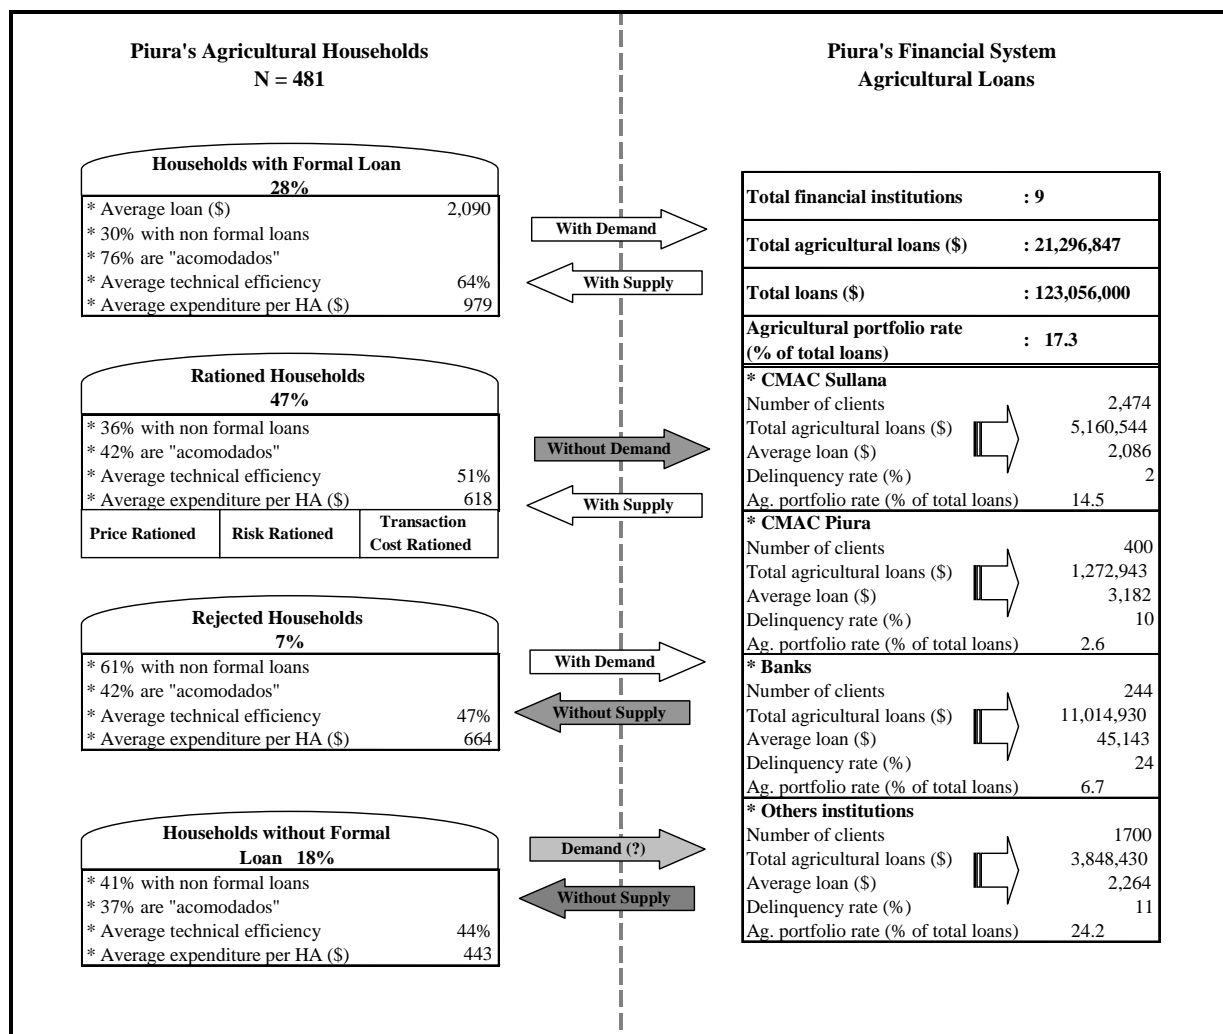 Piura's Agricultural Households
N = 481
Households with Formal Loan
28%
* Average loan ($) 2,090
* 30% with non formal loans
* 76% are "acomodados"
* Average technical efficiency 64%
* Average expenditure per HA ($) 979
With Demand
With Supply
Rationed Households
47%
* 36% with non formal loans
* 42% are "acomodados"
* Average technical efficiency 51%
* Average expenditure per HA ($) 618
Price Rationed Risk Rationed Transaction
Cost Rationed
Without Demand
With Supply
Rejected Households
7%
* 61% with non formal loans
* 42% are "acomodados"
* Average technical efficiency 47%
* Average expenditure per HA ($) 664
With Demand
Without Supply
Households without Formal
Loan 18%
* 41% with non formal loans
* 37% are "acomodados"
* Average technical efficiency 44%
* Average expenditure per HA ($) 443
Demand (?)
Without Supply
Piura's Financial System
Agricultural Loans
Total financial institutions : 9
Total agricultural loans ($) : 21,296,847
Total loans ($) : 123,056,000
Agricultural portfolio rate
(% of total loans) : 17.3
* CMAC Sullana
Number of clients 2,474
Total agricultural loans ($) 5,160,544
Average loan ($) 2,086
Delinquency rate (%) 2
Ag. portfolio rate (% of total loans) 14.5
* CMAC Piura
Number of clients 400
Total agricultural loans ($) 1,272,943
Average loan ($) 3,182
Delinquency rate (%) 10
Ag. portfolio rate (% of total loans) 2.6
* Banks
Number of clients 244
Total agricultural loans ($) 11,014,930
Average loan ($) 45,143
Delinquency rate (%) 24
Ag. portfolio rate (% of total loans) 6.7
* Others institutions
Number of clients 1700
Total agricultural loans ($) 3,848,430
Average loan ($) 2,264
Delinquency rate (%) 11
Ag. portfolio rate (% of total loans) 24.2